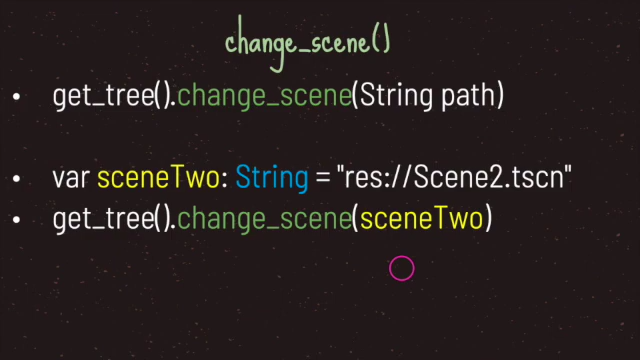 change_scene()
• get_tree().change_scene(String path)
• var sceneTwo: String = "res://Scene2.tscn"
• get_tree().change_scene(sceneTwo)